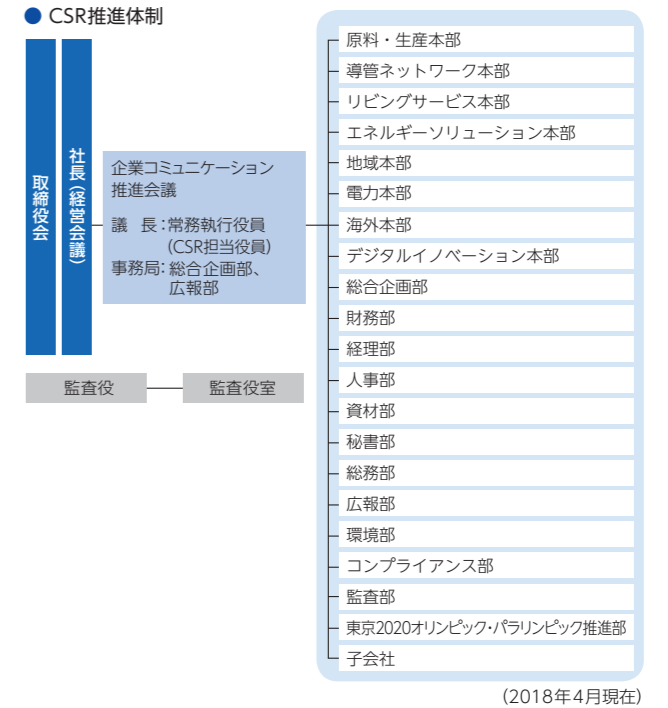 ● CSR推進体制
取締役会
社長（経営会議）
企業コミュニケーション
推進会議
議　長：常務執行役員
（CSR担当役員）
事務局：総合企画部、
広報部
監査役
監査役室
原料・生産本部
導管ネットワーク本部
リビングサービス本部
エネルギーソリューション本部
地域本部
電力本部
海外本部
デジタルイノベーション本部
総合企画部
財務部
経理部
人事部
資材部
秘書部
総務部
広報部
環境部
コンプライアンス部
監査部
東京2020オリンピック・パラリンピック推進部
子会社
（2018年4月現在）